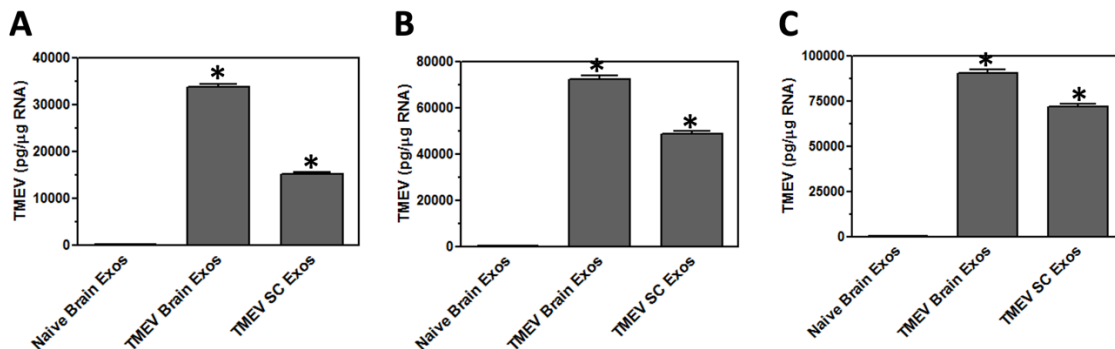 A
TMEV (pg/µg RNA)
40000
30000
20000
10000
0
*
*
Naive Brain Exos
TMEV Brain Exos
TMEV SC Exos
B
TMEV (pg/µg RNA)
80000
60000
40000
20000
0
*
*
Naive Brain Exos
TMEV Brain Exos
TMEV SC Exos
C
TMEV (pg/µg RNA)
100000
75000
50000
25000
0
*
*
Naive Brain Exos
TMEV Brain Exos
TMEV SC Exos